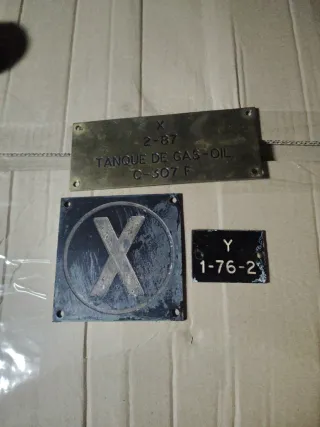 X
2-87
TANQUE DE GAS-OIL
C-307 F
X
Y
1-76-2